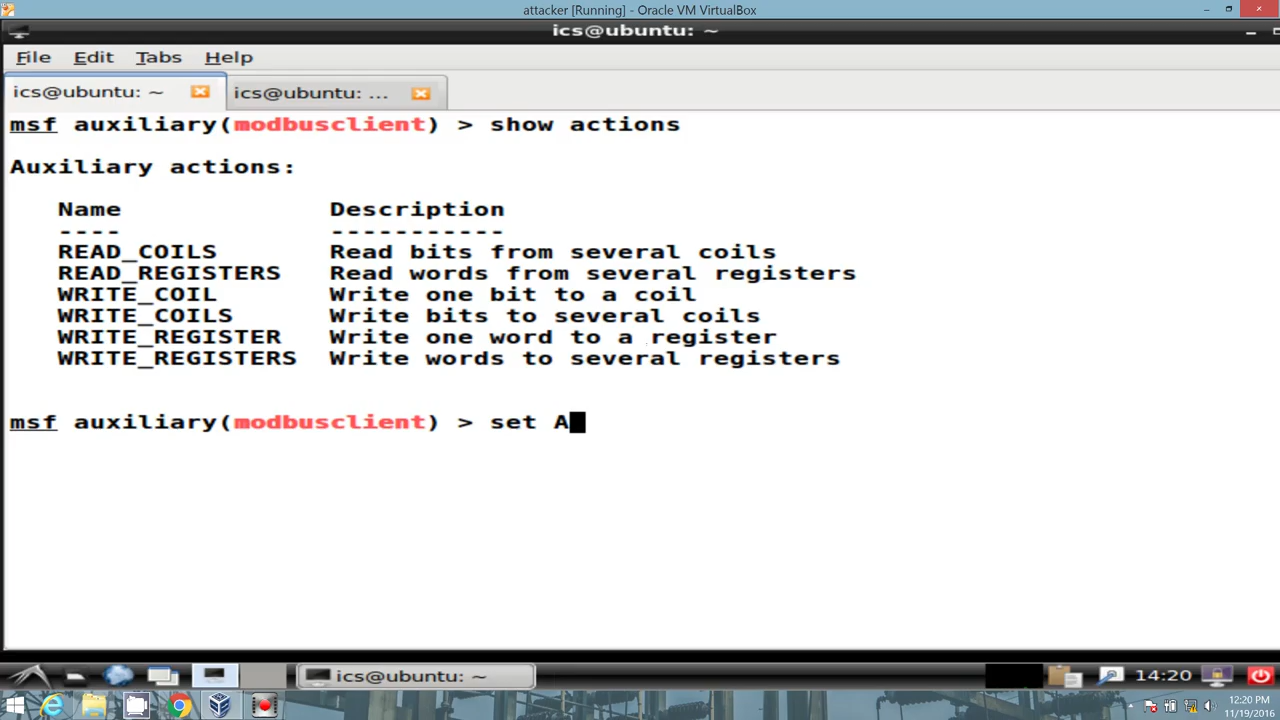 attacker [Running] - Oracle VM VirtualBox
ics@ubuntu: ~
File Edit Tabs Help
ics@ubuntu: ~ ics@ubuntu: ...
msf auxiliary(modbusclient) > show actions
Auxiliary actions:
Name Description
---- -----------
READ_COILS Read bits from several coils
READ_REGISTERS Read words from several registers
WRITE_COIL Write one bit to a coil
WRITE_COILS Write bits to several coils
WRITE_REGISTER Write one word to a register
WRITE_REGISTERS Write words to several registers
msf auxiliary(modbusclient) > set A
ics@ubuntu: ~ 14:20
12:20 PM
11/19/2016